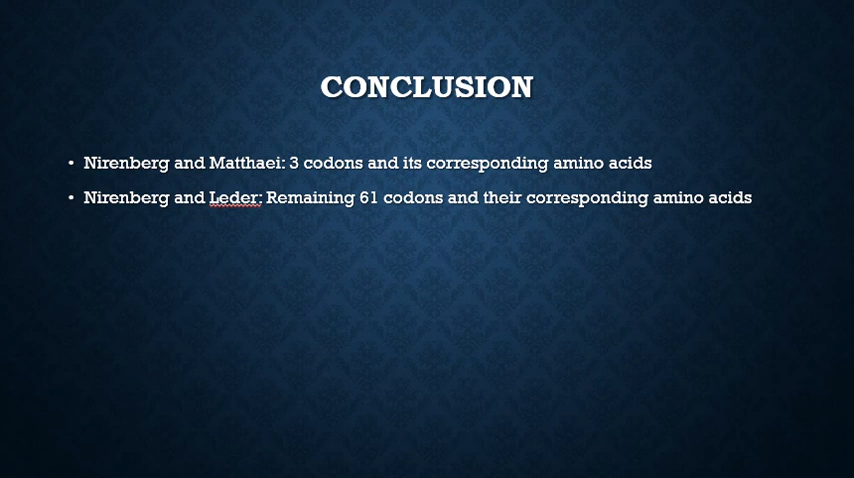 CONCLUSION
• Nirenberg and Matthaei: 3 codons and its corresponding amino acids
• Nirenberg and Leder: Remaining 61 codons and their corresponding amino acids